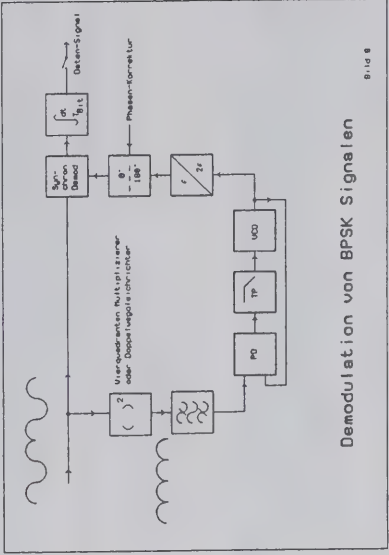 Daten-Signal
∫ dt
T Bit
Syn-
chron
Demod
Phasen-Korrektur
0°
---
180°
f
2f
Vierquadranten Multiplizierer
oder Doppelweggleichrichter
( ) 2
PD
TP
VCO
Demodulation von BPSK Signalen
Bild 8